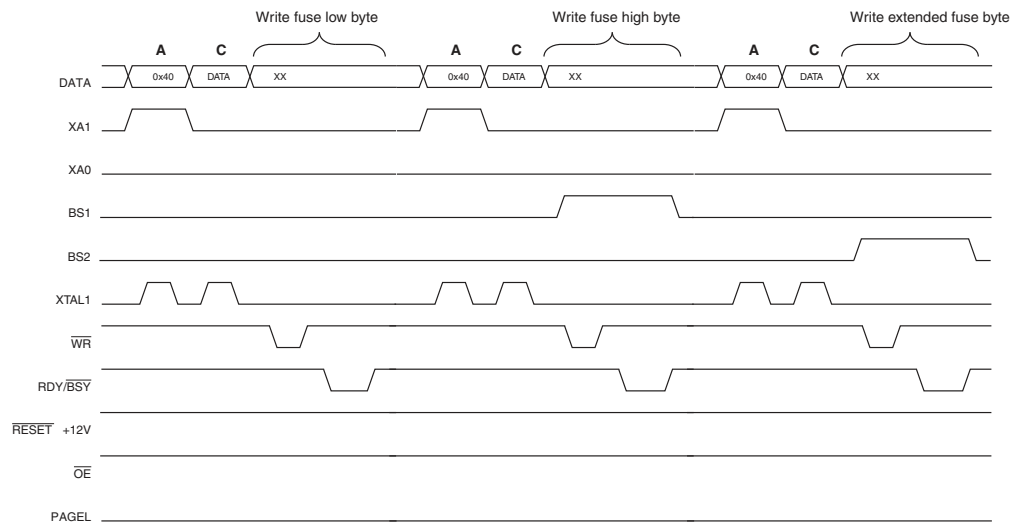 Write fuse low byte Write fuse high byte Write extended fuse byte
A C A C A C
DATA 0x40 DATA XX 0x40 DATA XX 0x40 DATA XX
XA1
XA0
BS1
BS2
XTAL1
WR
RDY/BSY
RESET +12V
OE
PAGEL